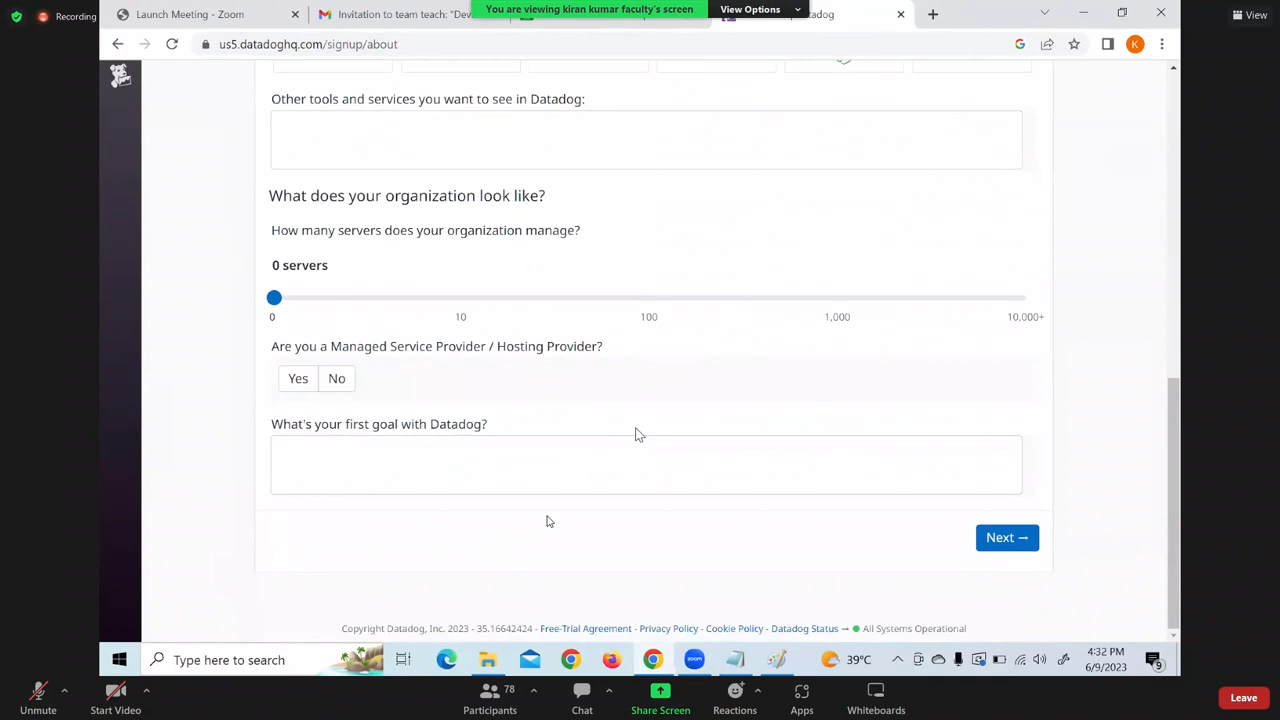 Recording
Launch Meeting - Zoom
Invitation to team teach: "Dev
You are viewing kiran kumar faculty's screen
View Options
adog
View
us5.datadoghq.com/signup/about
K
Other tools and services you want to see in Datadog:
What does your organization look like?
How many servers does your organization manage?
0 servers
0 10 100 1,000 10,000+
Are you a Managed Service Provider / Hosting Provider?
Yes No
What's your first goal with Datadog?
Next →
Copyright Datadog, Inc. 2023 - 35.16642424 - Free-Trial Agreement - Privacy Policy - Cookie Policy - Datadog Status → All Systems Operational
Type here to search
zoom
39°C
4:32 PM
6/9/2023
9
Unmute
Start Video
78
Participants
Chat
Share Screen
Reactions
Apps
Whiteboards
Leave